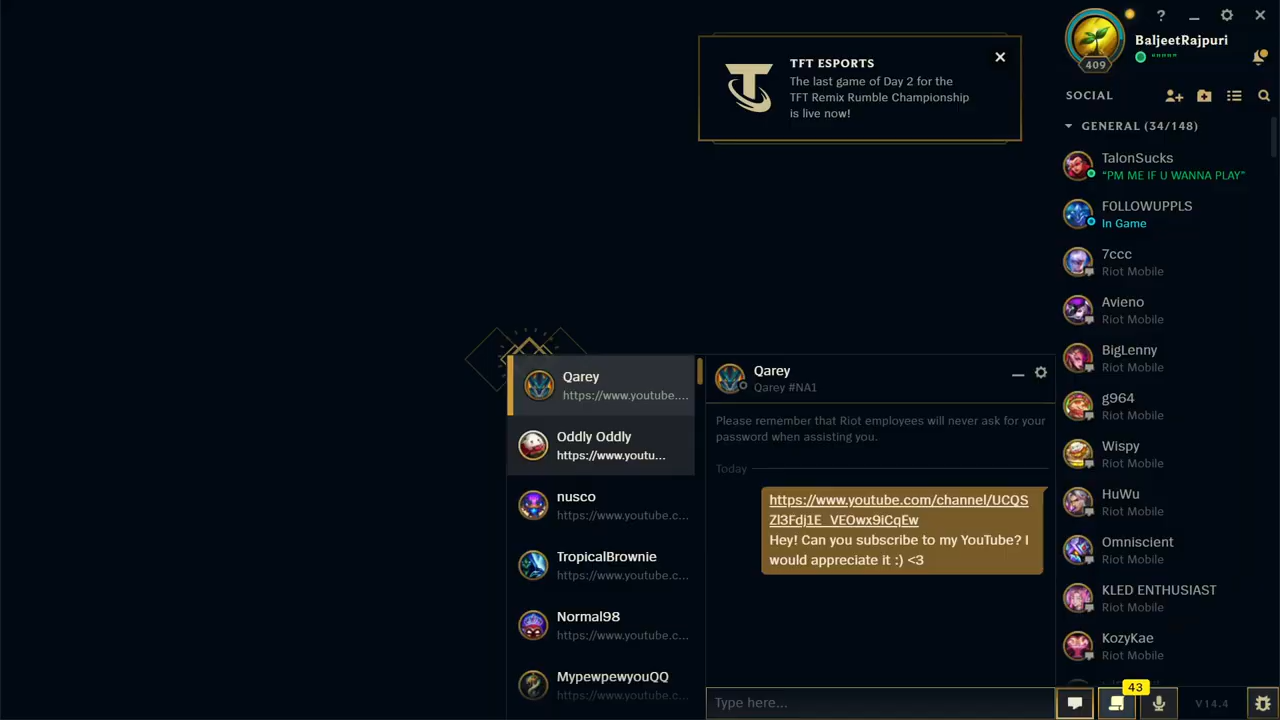 TFT ESPORTS
The last game of Day 2 for the
TFT Remix Rumble Championship
is live now!
?
409
BaljeetRajpuri
"""""
SOCIAL
GENERAL (34/148)
TalonSucks
"PM ME IF U WANNA PLAY"
F0LLOWUPPLS
In Game
7ccc
Riot Mobile
Avieno
Riot Mobile
BigLenny
Riot Mobile
g964
Riot Mobile
Wispy
Riot Mobile
HuWu
Riot Mobile
Omniscient
Riot Mobile
KLED ENTHUSIAST
Riot Mobile
KozyKae
Riot Mobile
Qarey
https://www.youtube....
Oddly Oddly
https://www.youtu...
nusco
https://www.youtube.c...
TropicalBrownie
https://www.youtube.c...
Normal98
https://www.youtube.c...
MypewpewyouQQ
https://www.youtube.c...
Qarey
Qarey #NA1
Please remember that Riot employees will never ask for your
password when assisting you.
Today
https://www.youtube.com/channel/UCQS
Zl3Fdj1E_VEOwx9iCqEw
Hey! Can you subscribe to my YouTube? I
would appreciate it :) <3
Type here...
43
V14.4